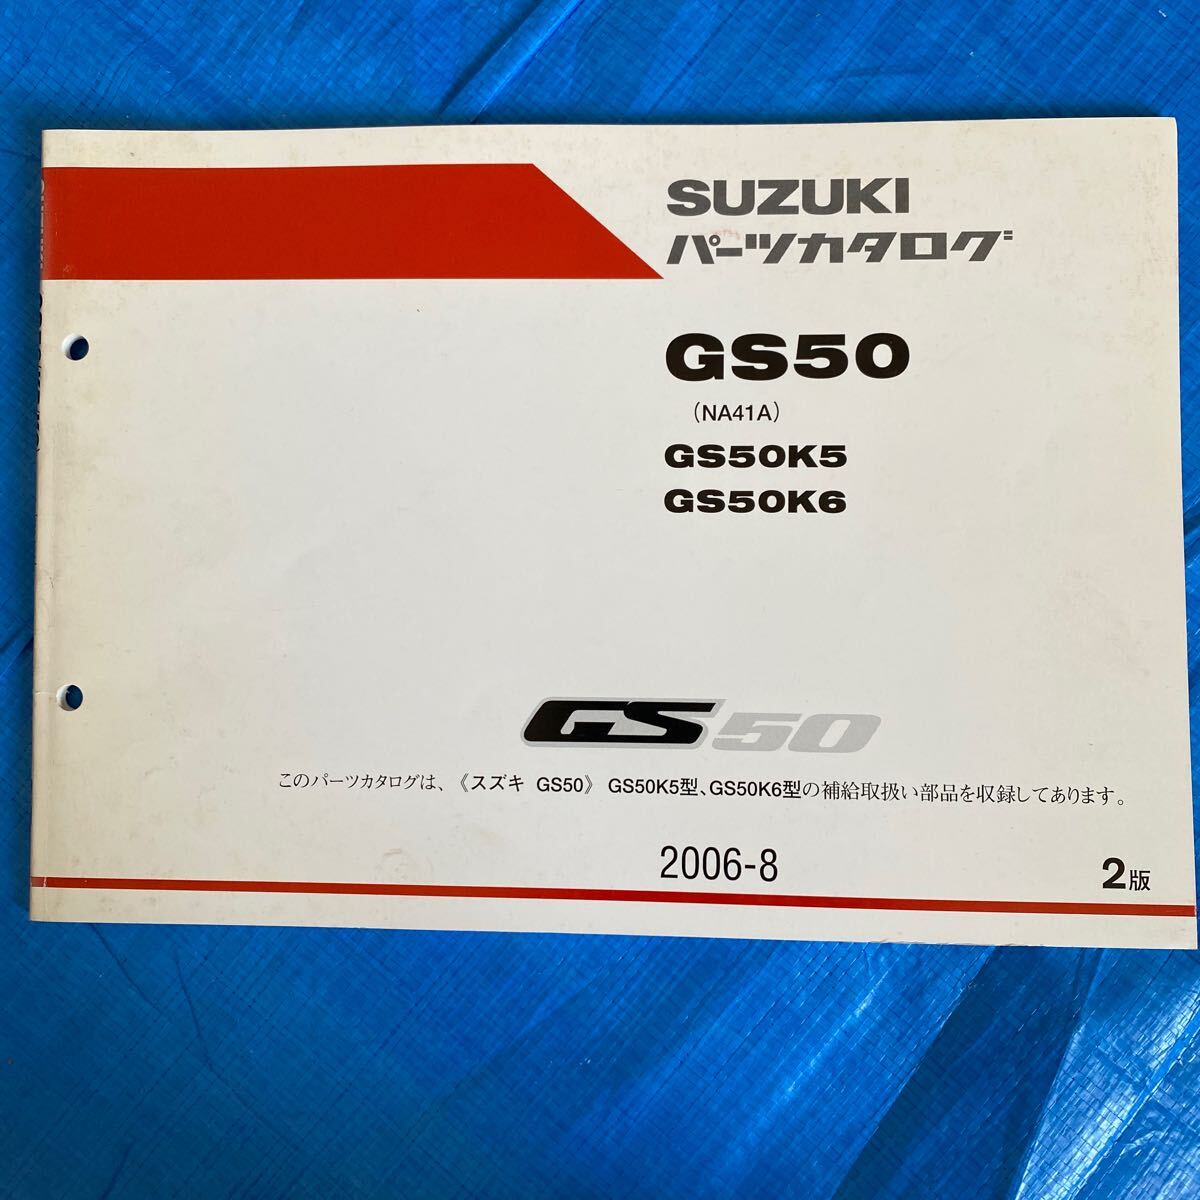 SUZUKI
パーツカタログ
GS50
（NA41A）
GS50K5
GS50K6
GS50
このパーツカタログは、《スズキ GS50》 GS50K5型、GS50K6型の補給取扱い部品を収録してあります。
2006-8
2版